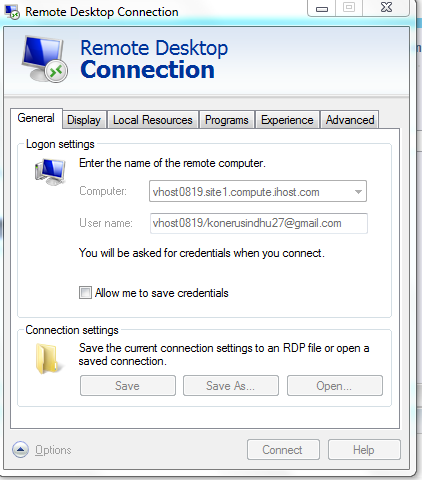 Remote Desktop Connection
Remote Desktop
Connection
General
Display
Local Resources
Programs
Experience
Advanced
Logon settings
Enter the name of the remote computer.
Computer:
vhost0819.site1.compute.ihost.com
User name:
vhost0819/konerusindhu27@gmail.com
You will be asked for credentials when you connect.
Allow me to save credentials
Connection settings
Save the current connection settings to an RDP file or open a
saved connection.
Save
Save As...
Open...
Options
Connect
Help